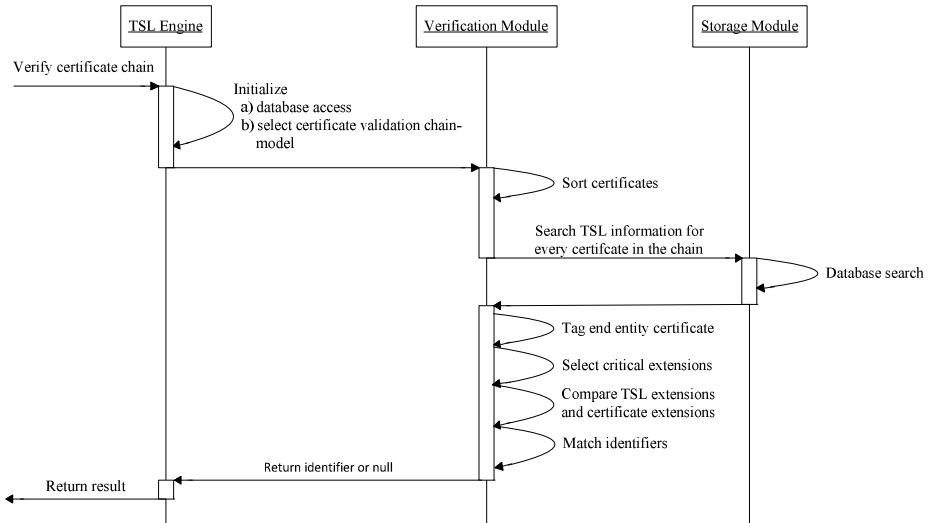 TSL Engine
Verification Module
Storage Module
Verify certificate chain
Initialize
a) database access
b) select certificate validation chain-
model
Sort certificates
Search TSL information for
every certifcate in the chain
Database search
Tag end entity certificate
Select critical extensions
Compare TSL extensions
and certificate extensions
Match identifiers
Return identifier or null
Return result